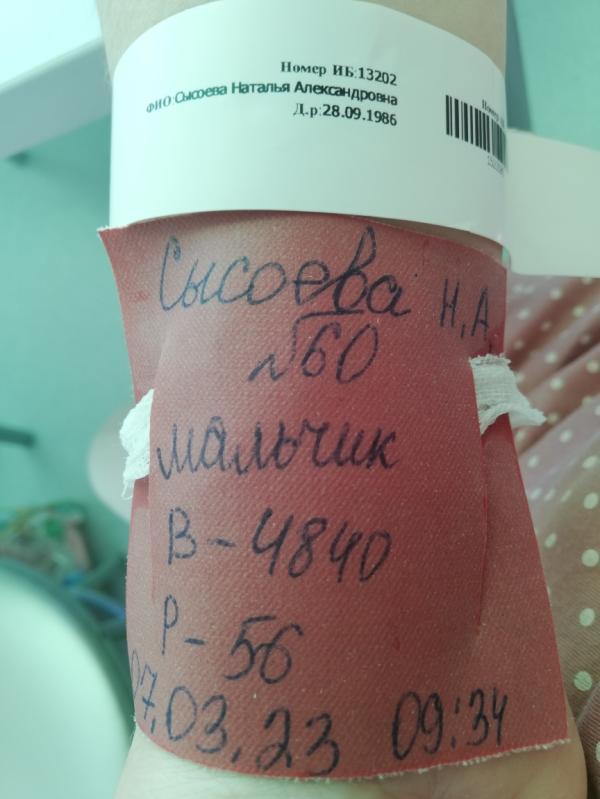 Номер ИБ:13202
ФИО:Сысоева Наталья Александровна
Д.р:28.09.1986
Сысоева Н.А
№60
мальчик
В-4840
Р-56
07.03.23 09:34